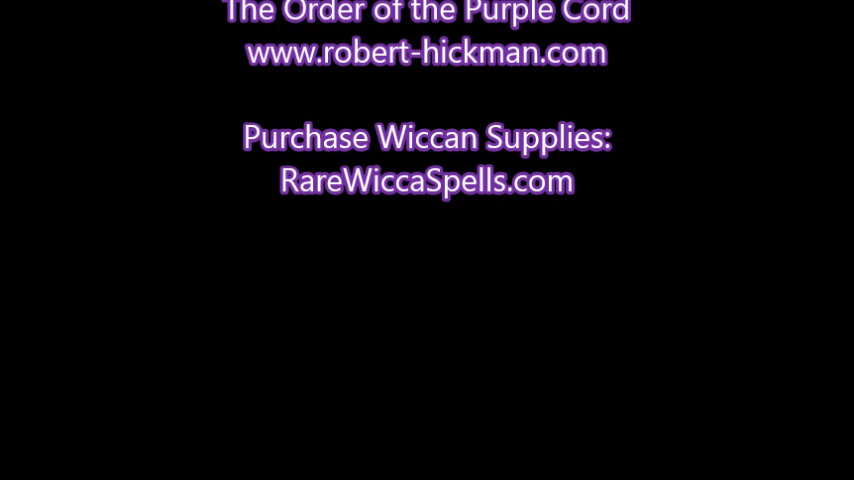 The Order of the Purple Cord
www.robert-hickman.com
Purchase Wiccan Supplies:
RareWiccaSpells.com